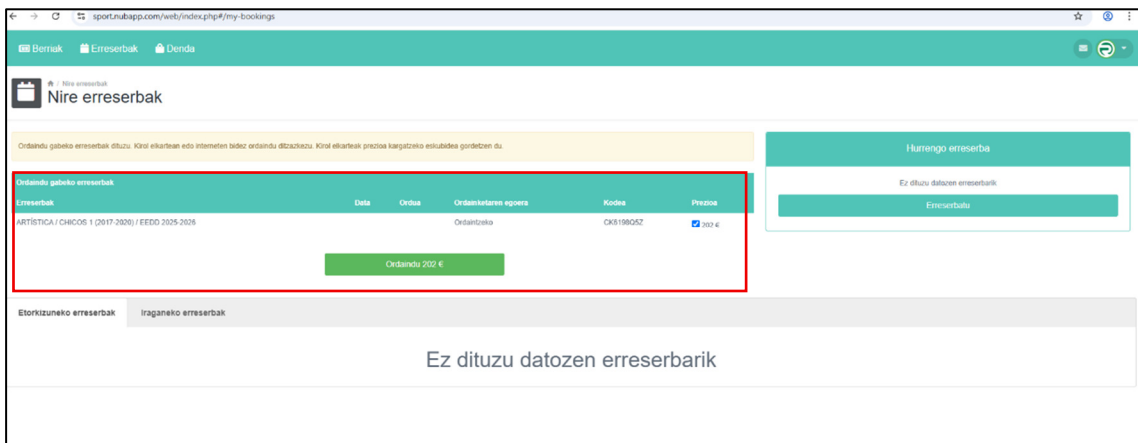 sport.nubapp.com/web/index.php#/my-bookings
Berriak Erreserbak Denda
/ Nire erreserbak
Nire erreserbak
Ordaindu gabeko erreserbak dituzu. Kirol elkartean edo interneten bidez ordaindu ditzazkezu. Kirol elkarteak prezioa kargatzeko eskubidea gordetzen du.
Ordaindu gabeko erreserbak
Erreserbak Data Ordua Ordainketaren egoera Kodea Prezioa
ARTÍSTICA / CHICOS 1 (2017-2020) / EEDD 2025-2026 Ordaintzeko CK6198Q5Z 202 €
Ordaindu 202 €
Hurrengo erreserba
Ez dituzu datozen erreserbarik
Erreserbatu
Etorkizuneko erreserbak Iraganeko erreserbak
Ez dituzu datozen erreserbarik